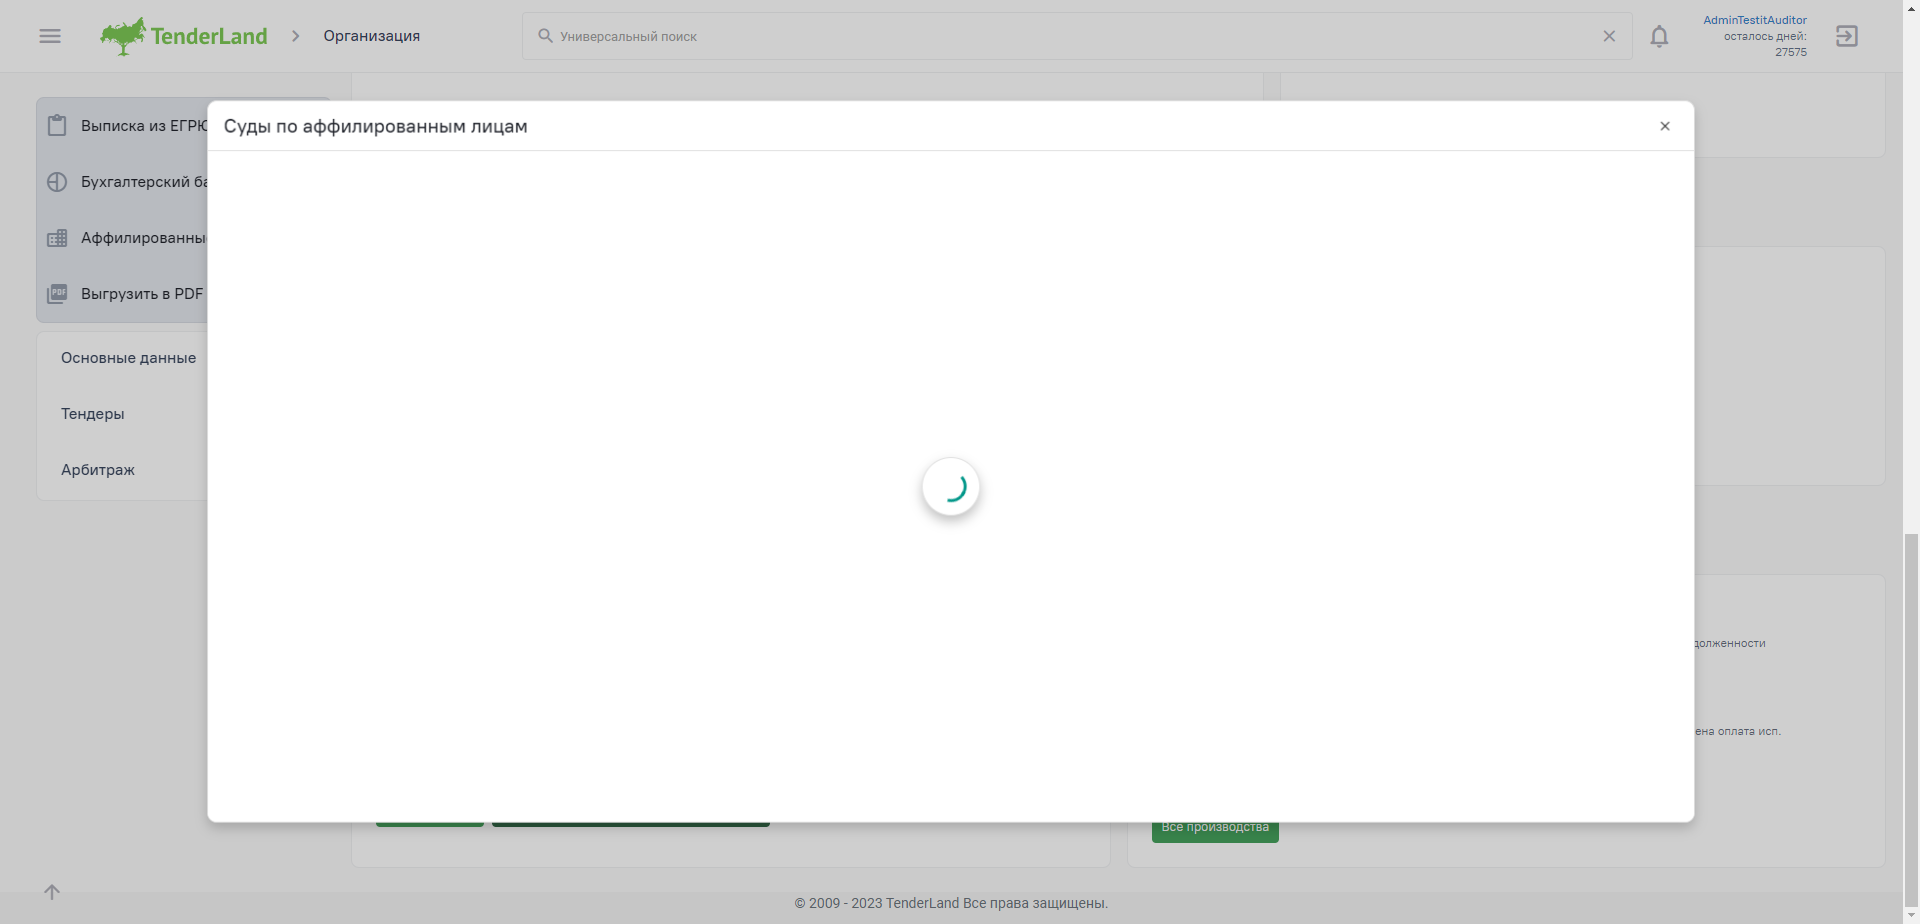 TenderLand
Организация
Универсальный поиск
AdminTestitAuditor
осталось дней:
27575
Выписка из ЕГРЮ
Суды по аффилированным лицам
Бухгалтерский ба
Аффилированны
PDF
Выгрузить в PDF
Основные данные
Тендеры
Арбитраж
долженности
ена оплата исп.
Все производства
© 2009 - 2023 TenderLand Все права защищены.